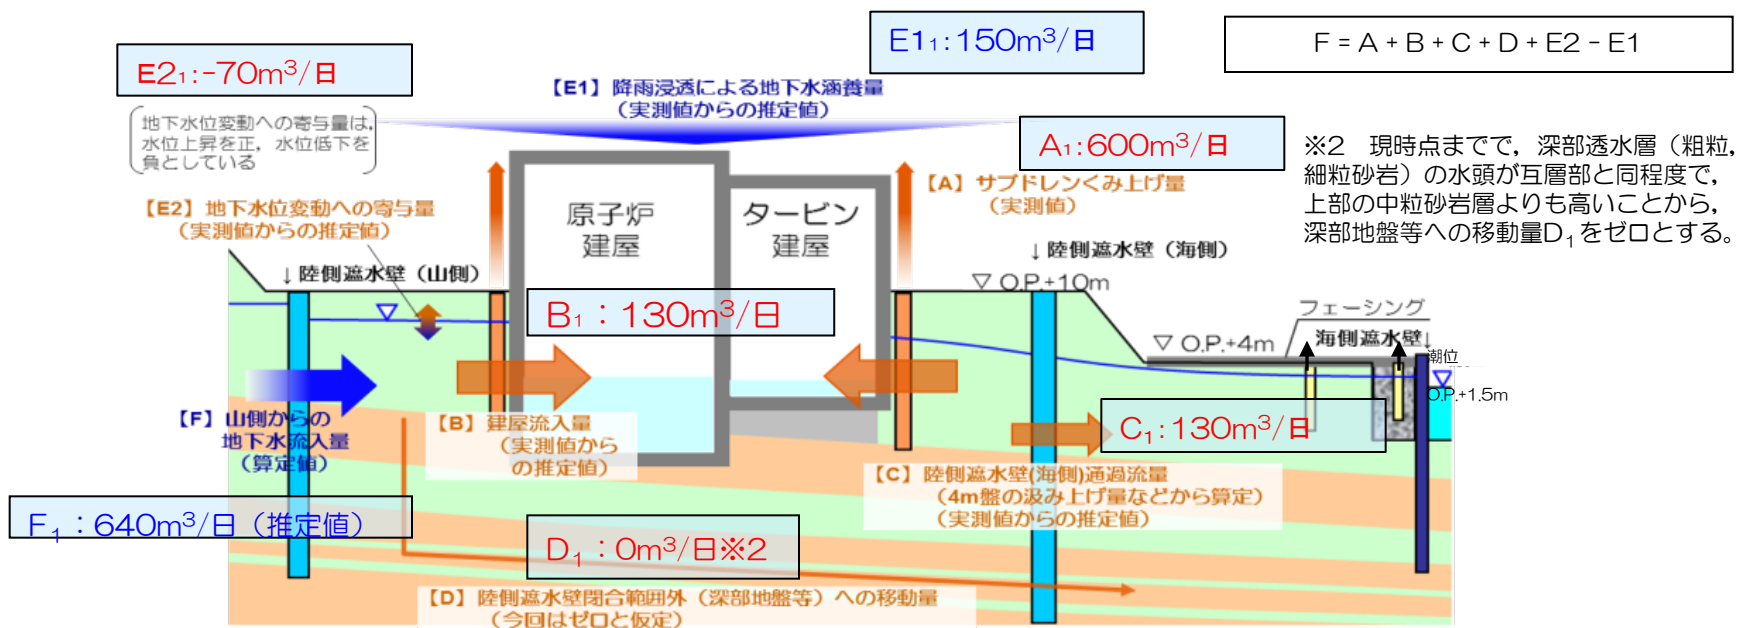 E2₁:-70m³/日
地下水位変動への寄与量は,
水位上昇を正，水位低下を
負としている
【E2】地下水位変動への寄与量
（実測値からの推定値）
↓陸側遮水壁（山側）
E1₁:150m³/日
【E1】降雨浸透による地下水涵養量
（実測値からの推定値）
F = A + B + C + D + E2 - E1
A₁:600m³/日
【A】サブドレンくみ上げ量
（実測値）
※2　現時点までで，深部透水層（粗粒,
細粒砂岩）の水頭が互層部と同程度で，
上部の中粒砂岩層よりも高いことから，
深部地盤等への移動量D₁をゼロとする。
原子炉
建屋
タービン
建屋
↓陸側遮水壁（海側）
▽ O.P.+10m
B₁：130m³/日
フェーシング
▽ O.P.+4m
海側遮水壁↓
潮位
O.P.+1.5m
【F】山側からの
地下水流入量
（算定値）
【B】建屋流入量
（実測値から
の推定値）
C₁:130m³/日
【C】陸側遮水壁(海側)通過流量
（4m盤の汲み上げ量などから算定）
（実測値からの推定値）
F₁：640m³/日（推定値）
D₁：0m³/日※2
【D】陸側遮水壁閉合範囲外（深部地盤等）への移動量
（今回はゼロと仮定）